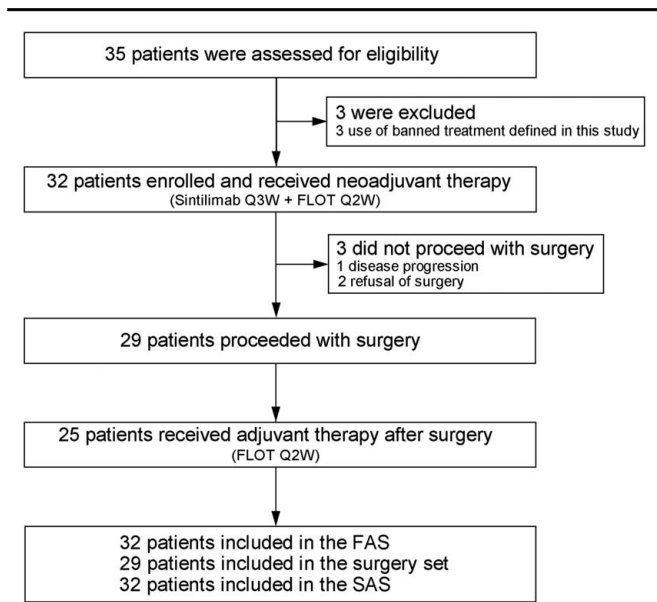 35 patients were assessed for eligibility
3 were excluded
3 use of banned treatment defined in this study
32 patients enrolled and received neoadjuvant therapy
(Sintilimab Q3W + FLOT Q2W)
3 did not proceed with surgery
1 disease progression
2 refusal of surgery
29 patients proceeded with surgery
25 patients received adjuvant therapy after surgery
(FLOT Q2W)
32 patients included in the FAS
29 patients included in the surgery set
32 patients included in the SAS